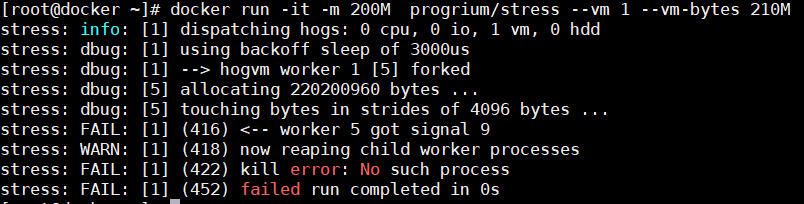 [root@docker ~]# docker run -it -m 200M  progrium/stress --vm 1 --vm-bytes 210M
stress: info: [1] dispatching hogs: 0 cpu, 0 io, 1 vm, 0 hdd
stress: dbug: [1] using backoff sleep of 3000us
stress: dbug: [1] --> hogvm worker 1 [5] forked
stress: dbug: [5] allocating 220200960 bytes ...
stress: dbug: [5] touching bytes in strides of 4096 bytes ...
stress: FAIL: [1] (416) <-- worker 5 got signal 9
stress: WARN: [1] (418) now reaping child worker processes
stress: FAIL: [1] (422) kill error: No such process
stress: FAIL: [1] (452) failed run completed in 0s